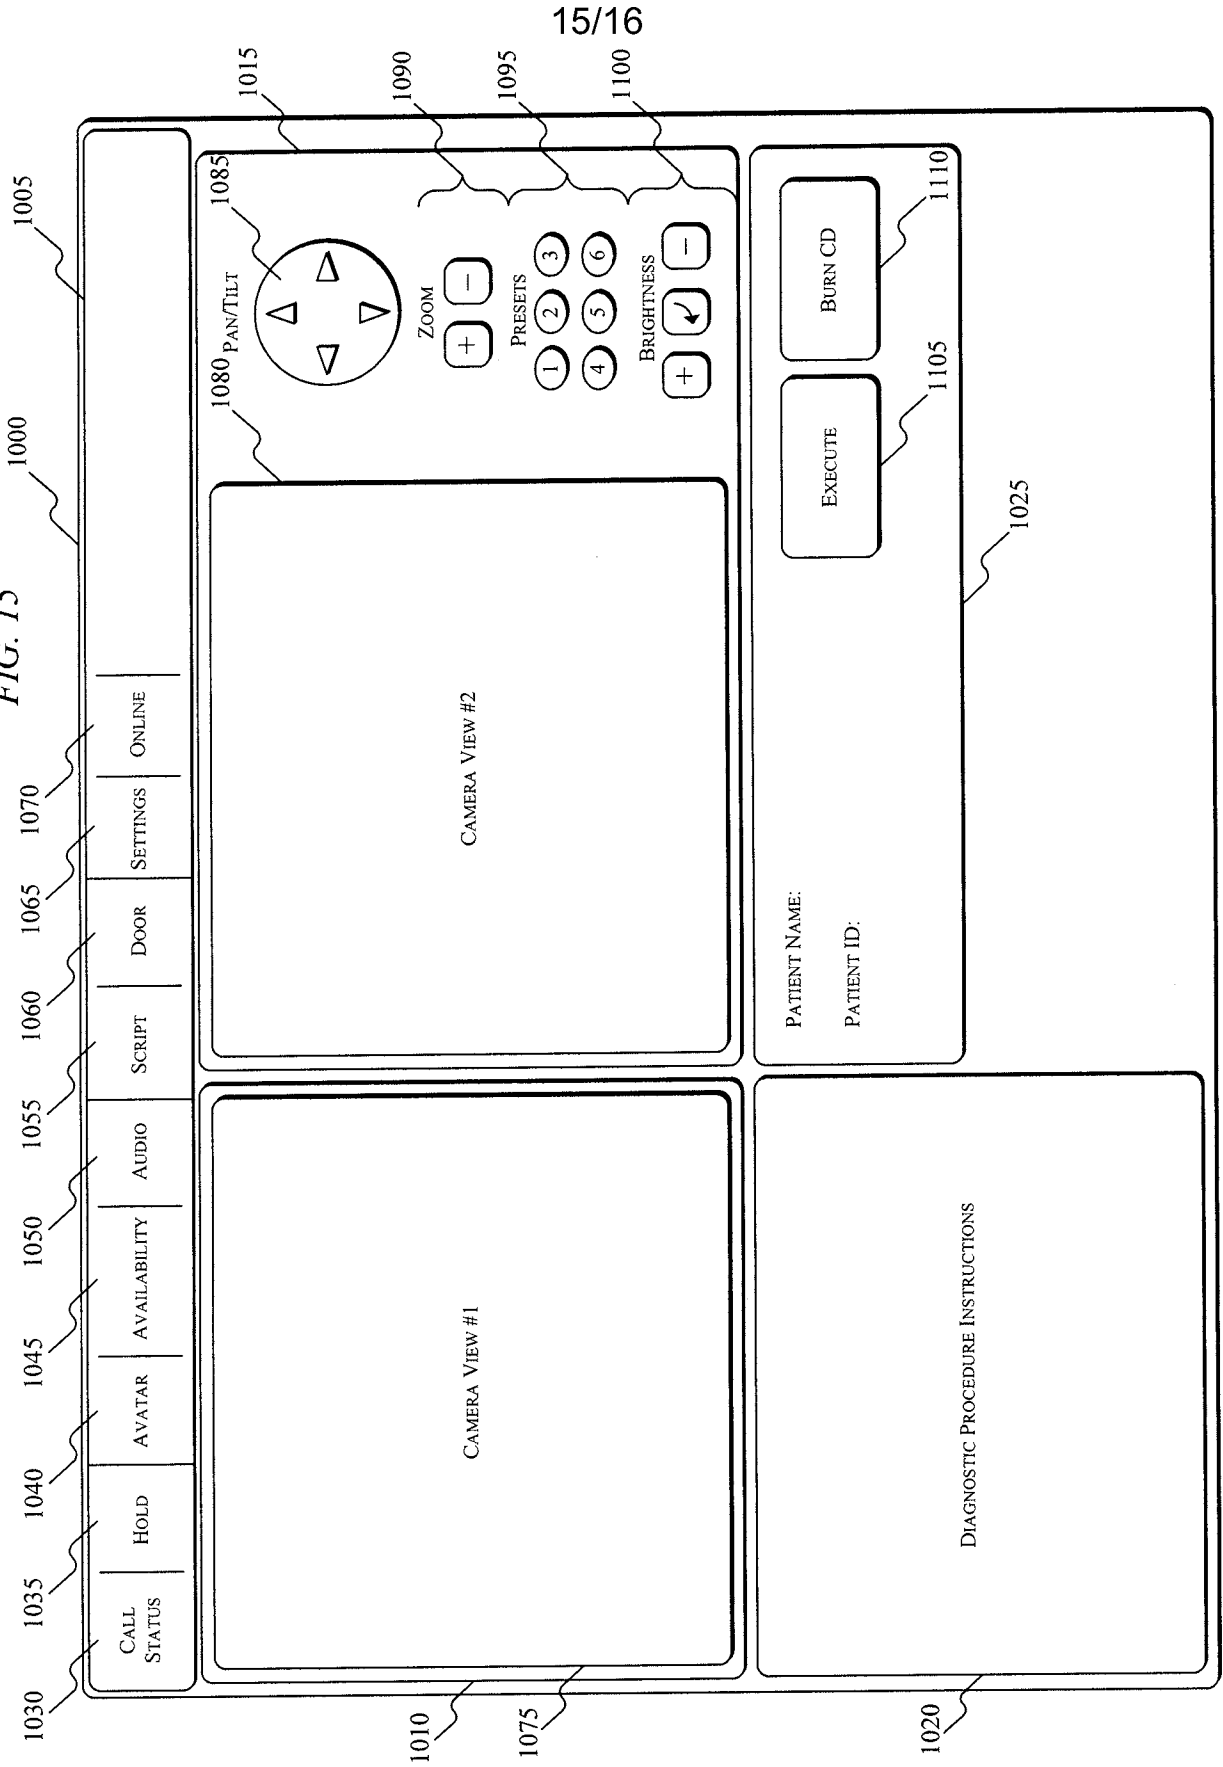 15/16
FIG. 15
1000
1005
1030
1035
1040
1045
1050
1055
1060
1065
1070
CALL
STATUS
HOLD
AVATAR
AVAILABILITY
AUDIO
SCRIPT
DOOR
SETTINGS
ONLINE
1010
1075
CAMERA VIEW #1
1080
CAMERA VIEW #2
PAN/TILT
1085
1015
ZOOM
+ −
1090
PRESETS
1 2 3
4 5 6
1095
BRIGHTNESS
+ −
1100
1020
DIAGNOSTIC PROCEDURE INSTRUCTIONS
PATIENT NAME:
PATIENT ID:
EXECUTE
BURN CD
1105
1110
1025